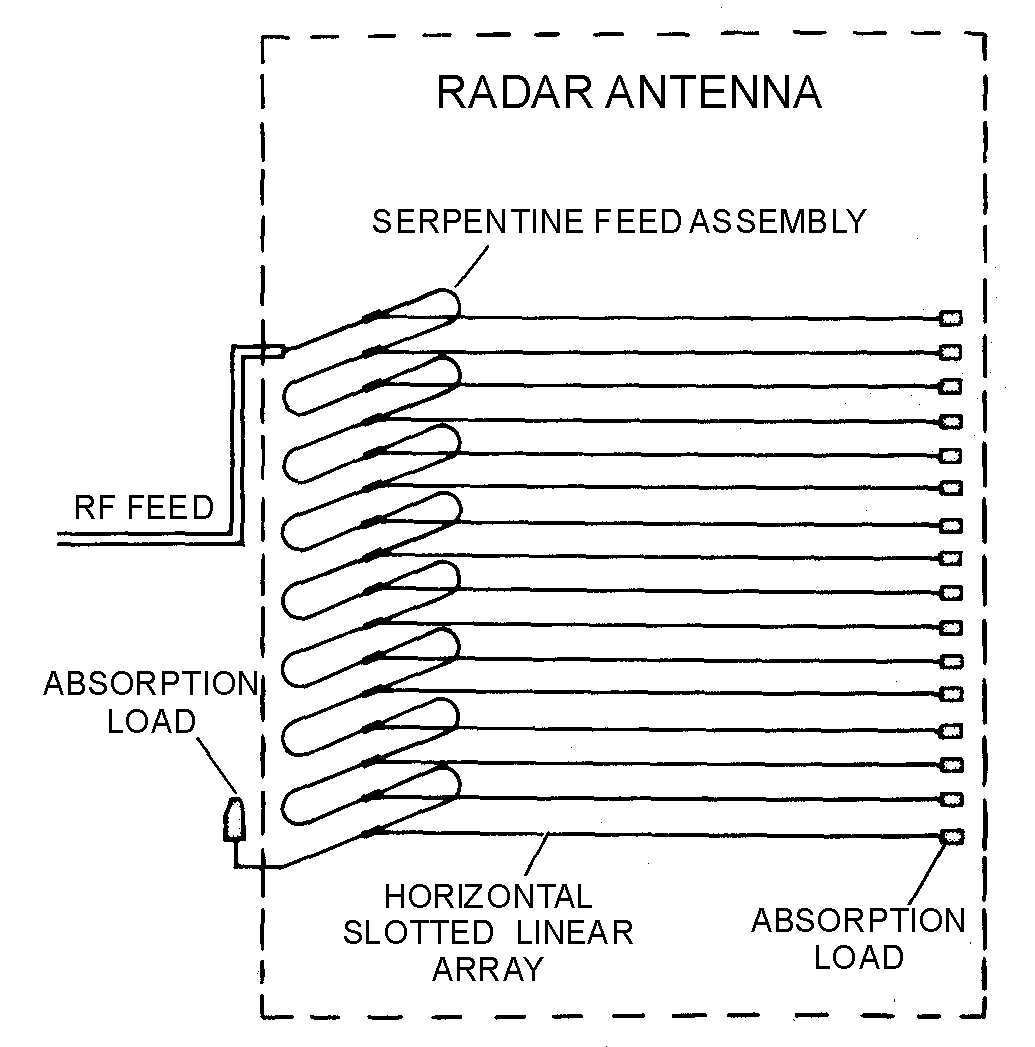 RADAR ANTENNA
SERPENTINE FEED ASSEMBLY
RF FEED
ABSORPTION
LOAD
HORIZONTAL
SLOTTED LINEAR
ARRAY
ABSORPTION
LOAD